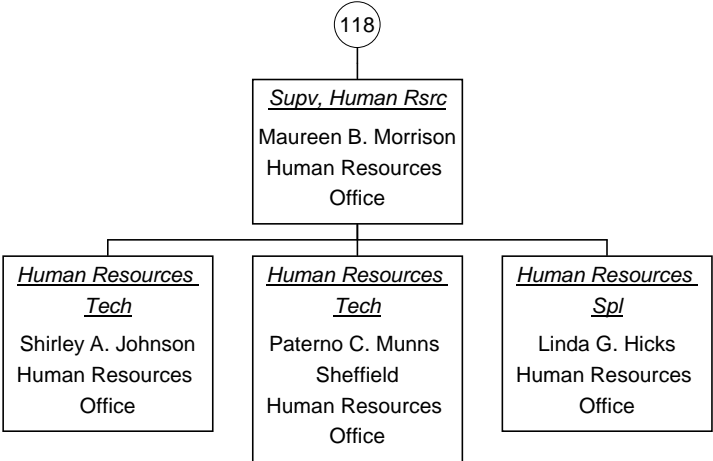 118
Supv, Human Rsrc
Maureen B. Morrison
Human Resources
Office
Human Resources
Tech
Shirley A. Johnson
Human Resources
Office
Human Resources
Tech
Paterno C. Munns
Sheffield
Human Resources
Office
Human Resources
Spl
Linda G. Hicks
Human Resources
Office